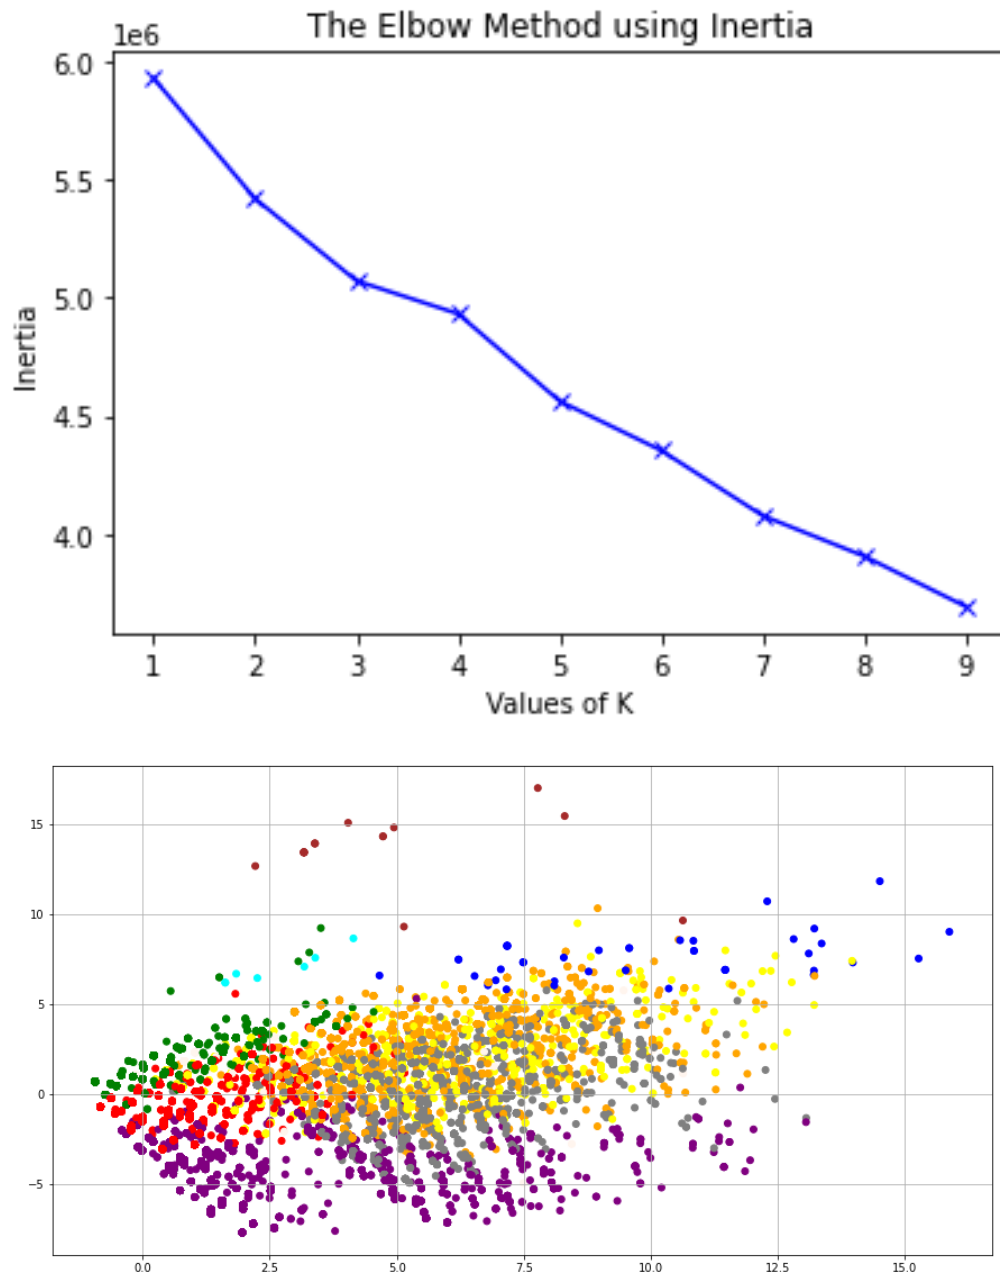 The Elbow Method using Inertia
1e6
6.0
5.5
5.0
4.5
4.0
Inertia
1 2 3 4 5 6 7 8 9
Values of K
15
10
5
0
−5
0.0 2.5 5.0 7.5 10.0 12.5 15.0